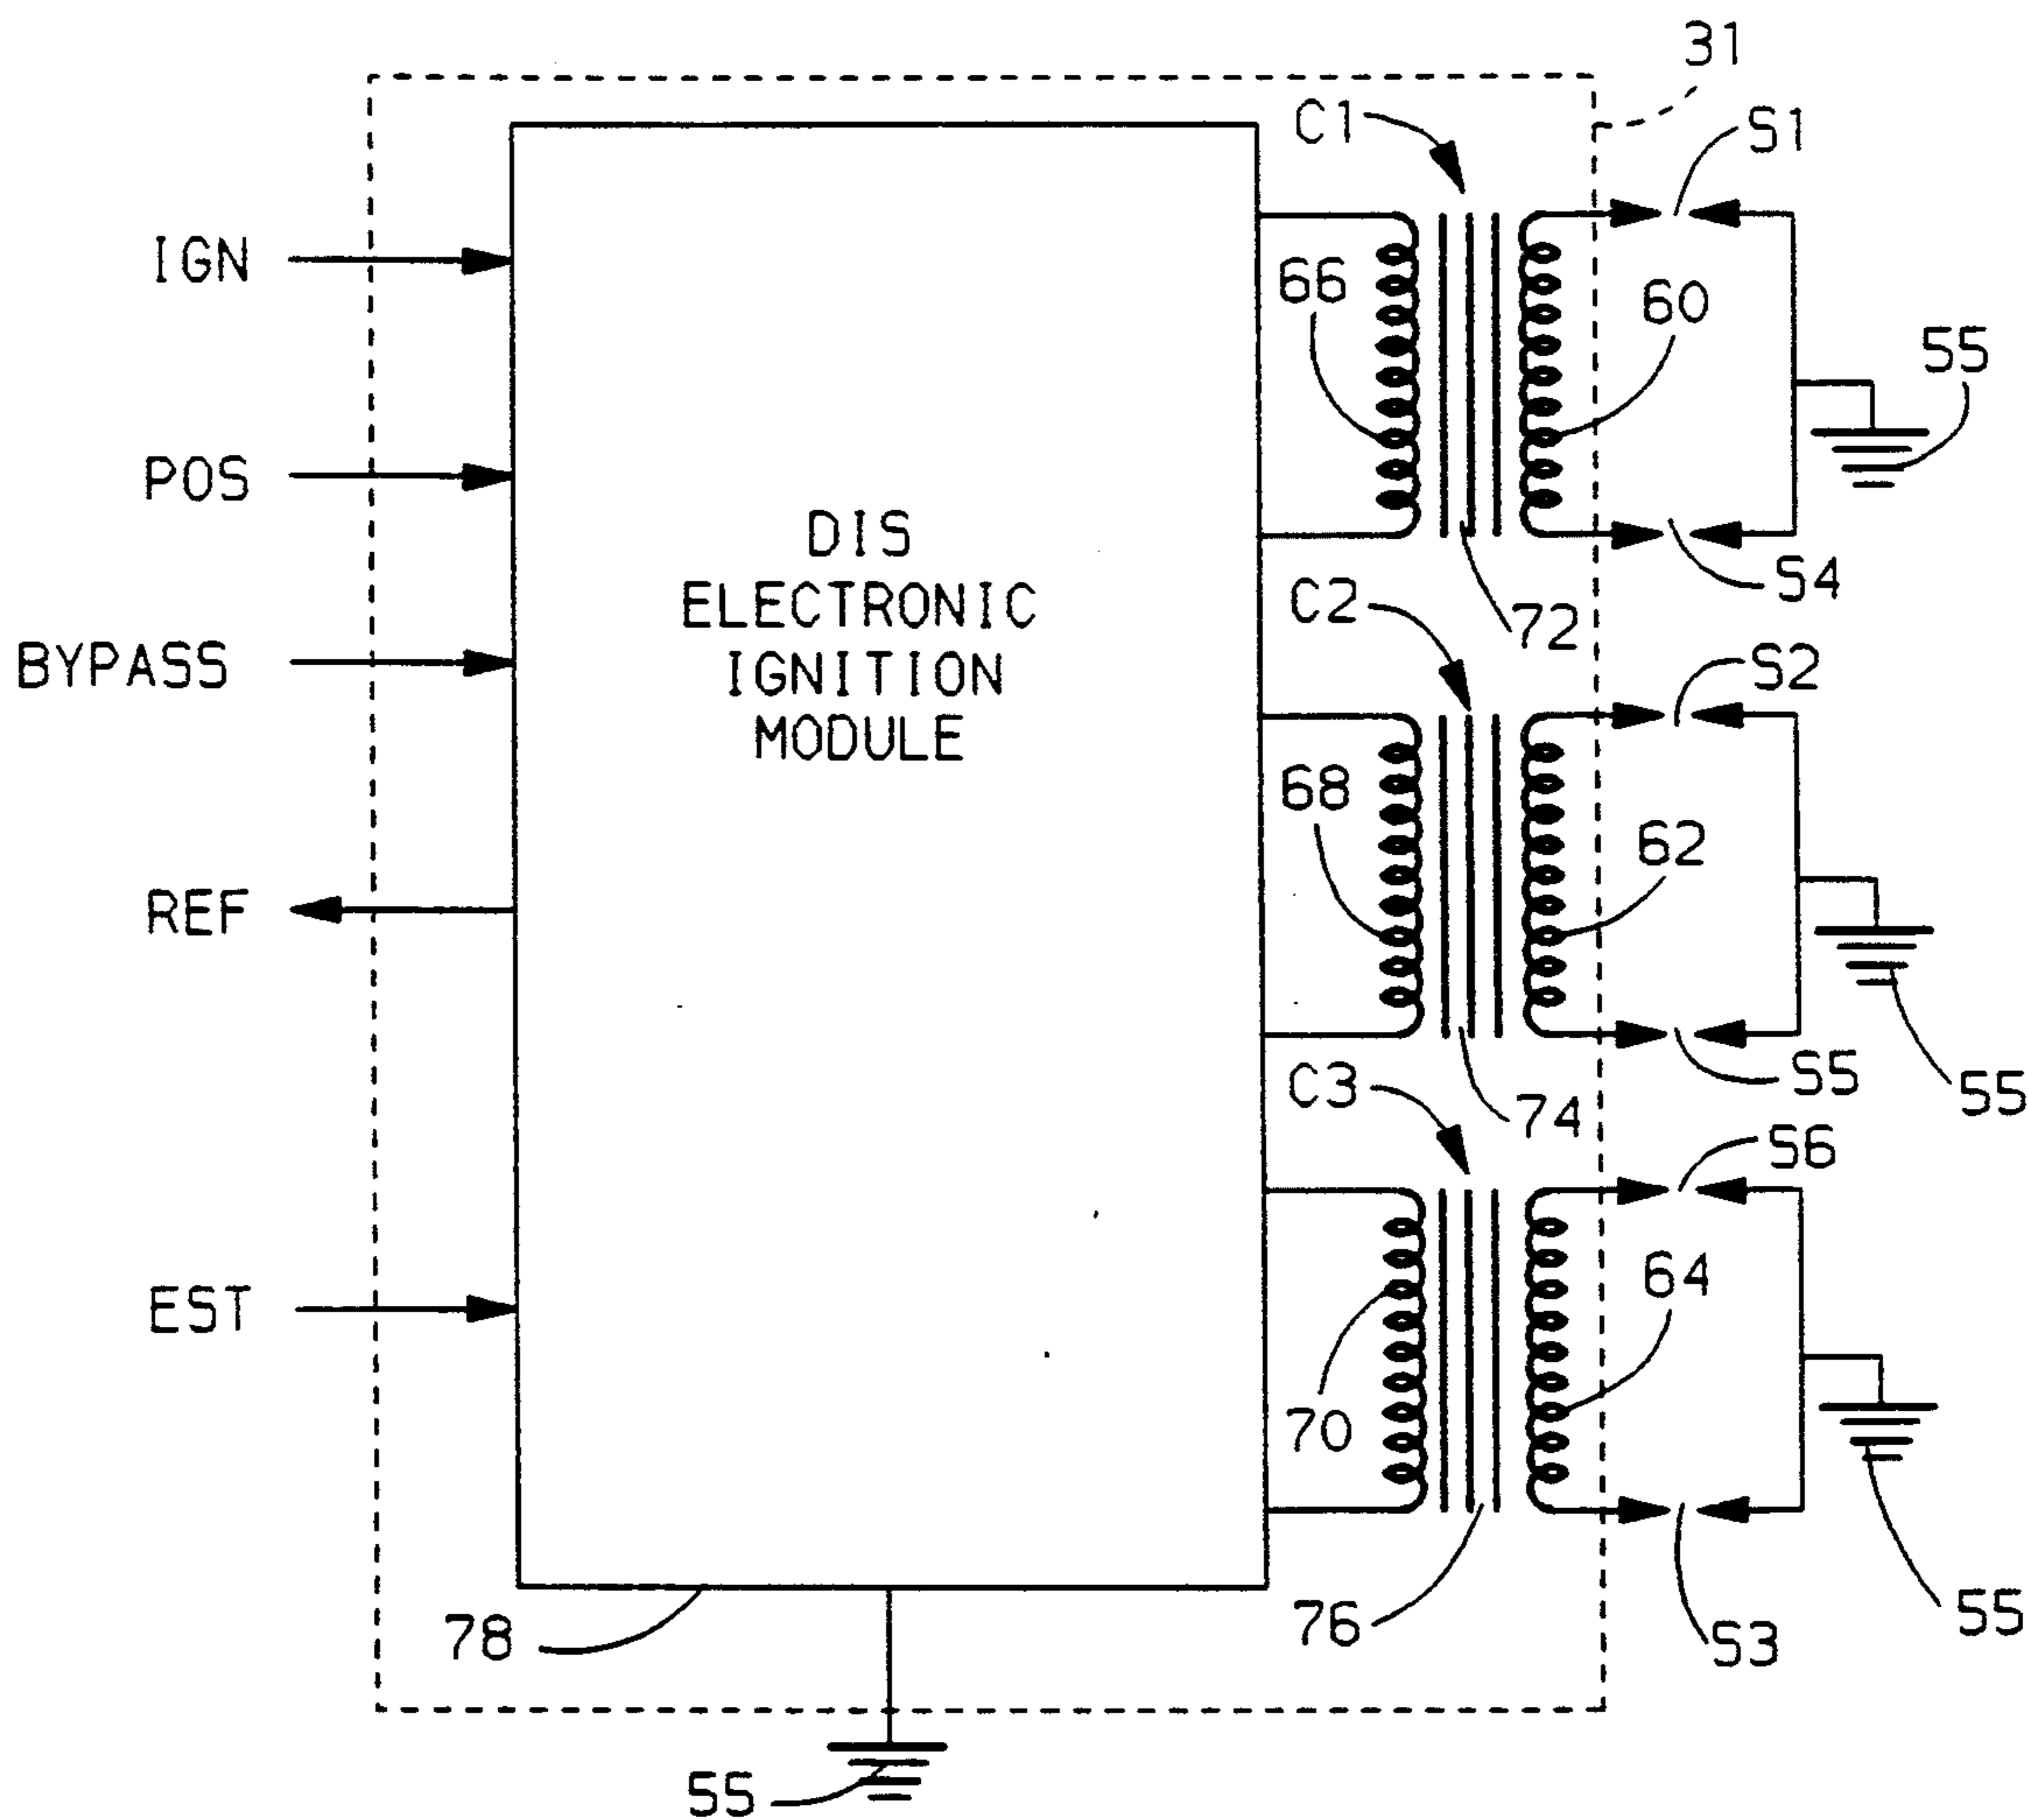 31
C1
S1
IGN
66
60
55
POS
DIS
ELECTRONIC
IGNITION
MODULE
S4
C2
72
BYPASS
S2
68
62
REF
S5
55
C3
74
S6
EST
64
70
78
76
S3
55
55